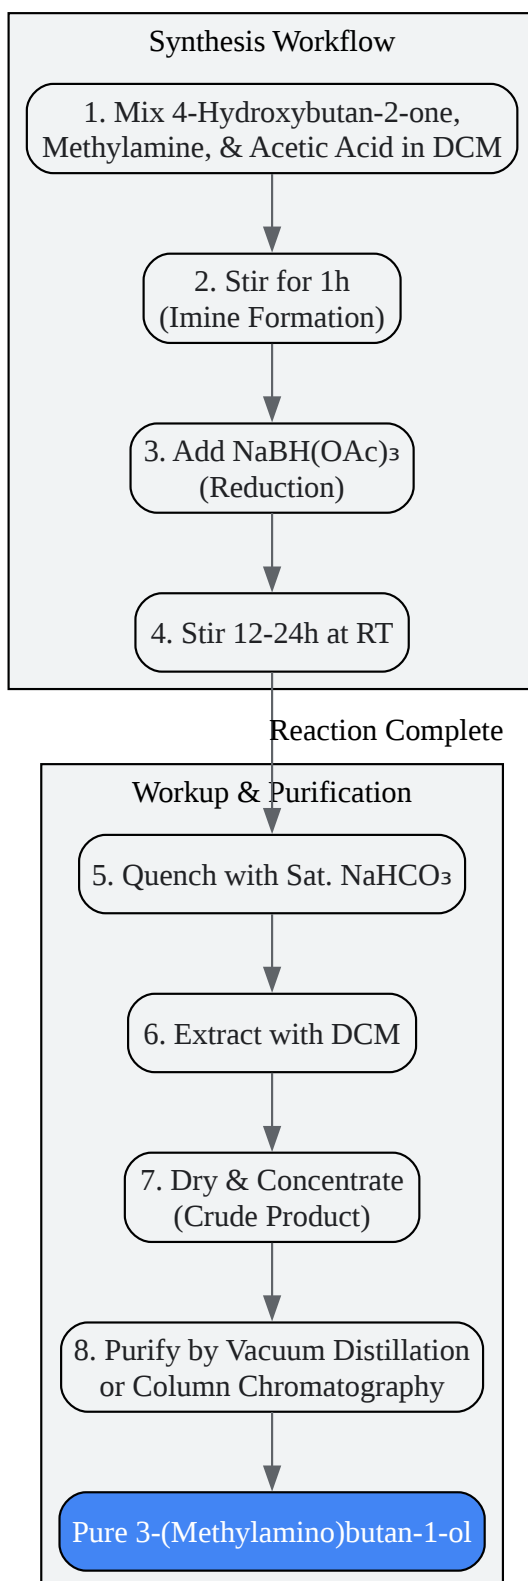 Synthesis Workflow
1. Mix 4-Hydroxybutan-2-one,
Methylamine, & Acetic Acid in DCM
2. Stir for 1h
(Imine Formation)
3. Add NaBH(OAc)₃
(Reduction)
4. Stir 12-24h at RT
Reaction Complete
Workup & Purification
5. Quench with Sat. NaHCO₃
6. Extract with DCM
7. Dry & Concentrate
(Crude Product)
8. Purify by Vacuum Distillation
or Column Chromatography
Pure 3-(Methylamino)butan-1-ol